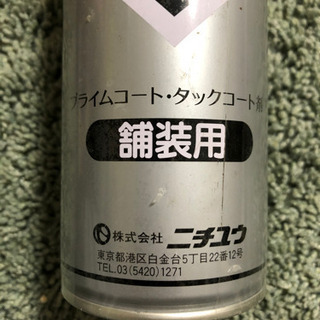 プライムコート・タックコート剤
舗装用
株式会社 ニチユウ
東京都港区白金台5丁目22番12号
TEL.03(5420)1271